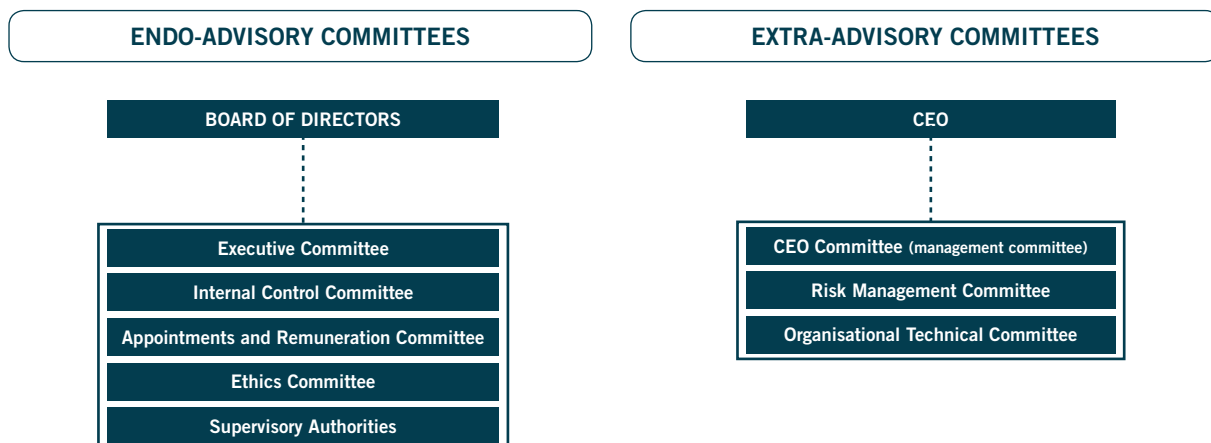 ENDO-ADVISORY COMMITTEES
BOARD OF DIRECTORS
Executive Committee
Internal Control Committee
Appointments and Remuneration Committee
Ethics Committee
Supervisory Authorities
EXTRA-ADVISORY COMMITTEES
CEO
CEO Committee (management committee)
Risk Management Committee
Organisational Technical Committee